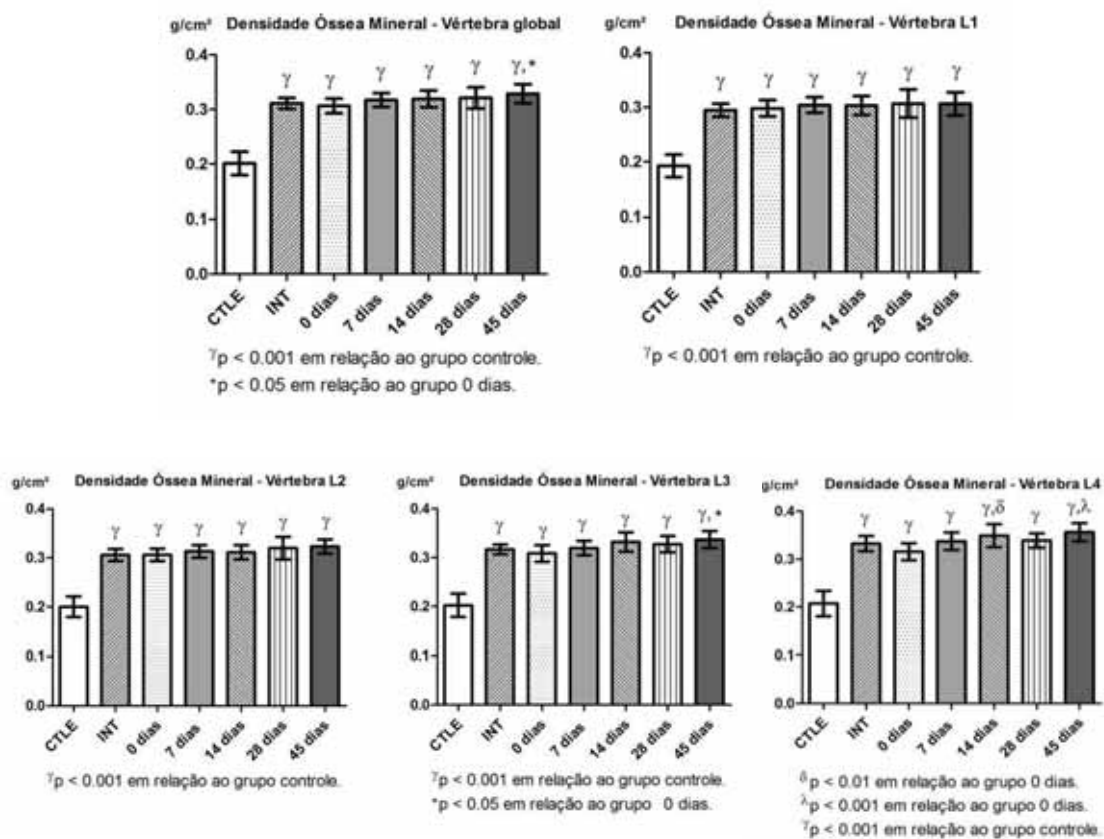 g/cm² Densidade Óssea Mineral - Vértebra global
0.4
0.3
0.2
0.1
0.0
γ γ γ γ γ γ,*
CTLE INT 0 dias 7 dias 14 dias 28 dias 45 dias
γp < 0.001 em relação ao grupo controle.
*p < 0.05 em relação ao grupo 0 dias.
g/cm² Densidade Óssea Mineral - Vértebra L1
0.4
0.3
0.2
0.1
0.0
γ γ γ γ γ γ
CTLE INT 0 dias 7 dias 14 dias 28 dias 45 dias
γp < 0.001 em relação ao grupo controle.
g/cm² Densidade Óssea Mineral - Vértebra L2
0.4
0.3
0.2
0.1
0.0
γ γ γ γ γ γ
CTLE INT 0 dias 7 dias 14 dias 28 dias 45 dias
γp < 0.001 em relação ao grupo controle.
g/cm² Densidade Óssea Mineral - Vértebra L3
0.4
0.3
0.2
0.1
0.0
γ γ γ γ γ γ,*
CTLE INT 0 dias 7 dias 14 dias 28 dias 45 dias
γp < 0.001 em relação ao grupo controle.
*p < 0.05 em relação ao grupo 0 dias.
g/cm² Densidade Óssea Mineral - Vértebra L4
0.4
0.3
0.2
0.1
0.0
γ γ γ γ,δ γ γ,λ
CTLE INT 0 dias 7 dias 14 dias 28 dias 45 dias
δp < 0.01 em relação ao grupo 0 dias.
λp < 0.001 em relação ao grupo 0 dias.
γp < 0.001 em relação ao grupo controle.